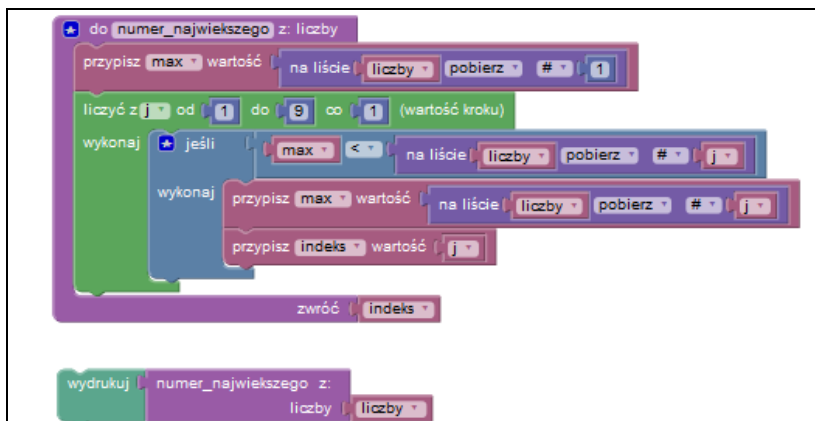 do numer_najwiekszego z: liczby
przypisz max wartość na liście liczby pobierz # 1
liczyć z j od 1 do 9 co 1 (wartość kroku)
wykonaj jeśli max < na liście liczby pobierz # j
wykonaj przypisz max wartość na liście liczby pobierz # j
przypisz indeks wartość j
zwróć indeks
wydrukuj numer_najwiekszego z:
liczby liczby